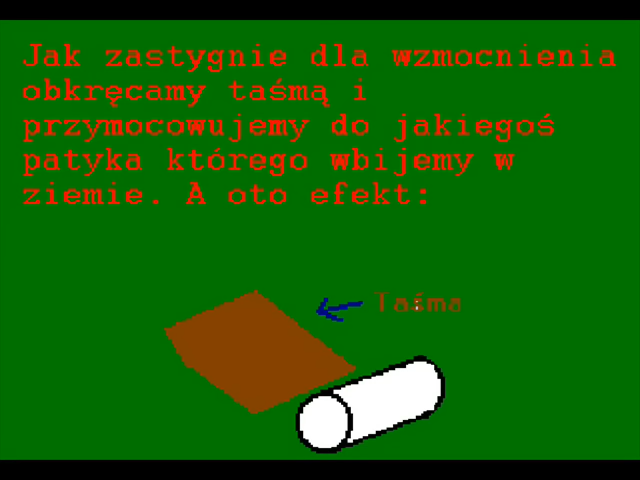 Jak zastygnie dla wzmocnienia
obkręcamy taśmą i
przymocowujemy do jakiegoś
patyka którego wbijemy w
ziemie. A oto efekt:
Taśma